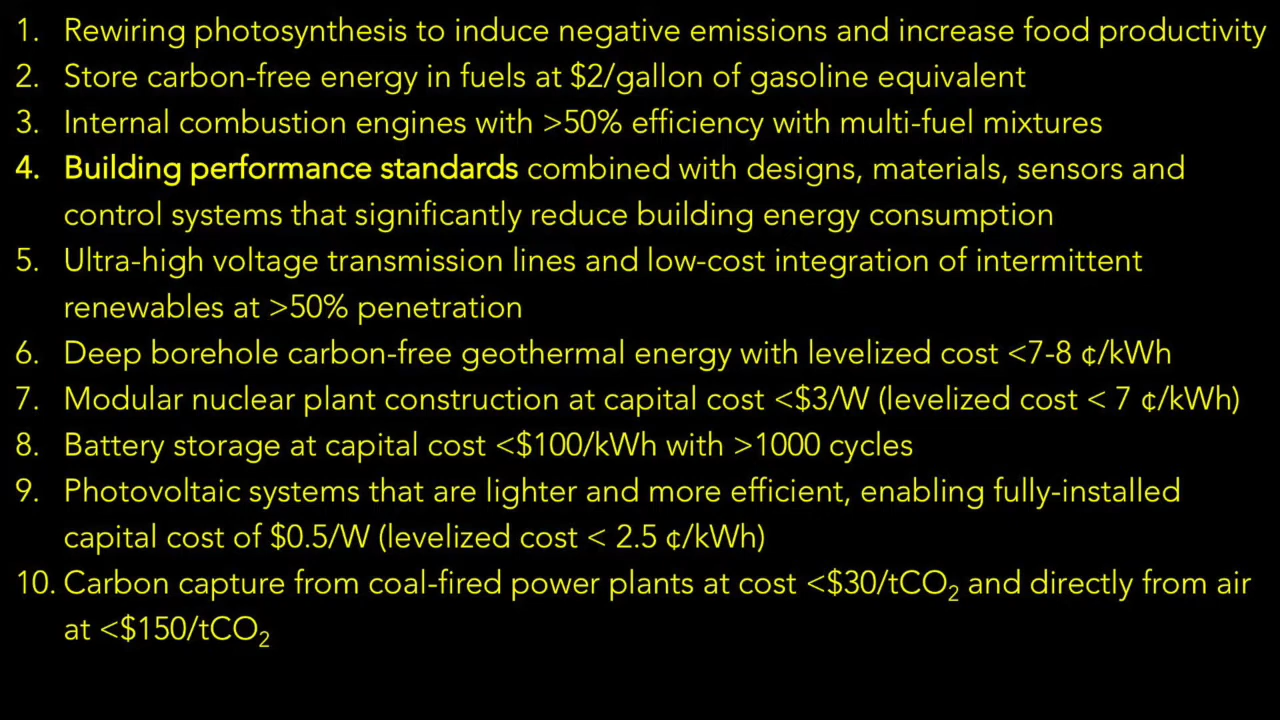 1. Rewiring photosynthesis to induce negative emissions and increase food productivity
2. Store carbon-free energy in fuels at $2/gallon of gasoline equivalent
3. Internal combustion engines with >50% efficiency with multi-fuel mixtures
4. Building performance standards combined with designs, materials, sensors and
control systems that significantly reduce building energy consumption
5. Ultra-high voltage transmission lines and low-cost integration of intermittent
renewables at >50% penetration
6. Deep borehole carbon-free geothermal energy with levelized cost <7-8 ¢/kWh
7. Modular nuclear plant construction at capital cost <$3/W (levelized cost < 7 ¢/kWh)
8. Battery storage at capital cost <$100/kWh with >1000 cycles
9. Photovoltaic systems that are lighter and more efficient, enabling fully-installed
capital cost of $0.5/W (levelized cost < 2.5 ¢/kWh)
10. Carbon capture from coal-fired power plants at cost <$30/tCO₂ and directly from air
at <$150/tCO₂